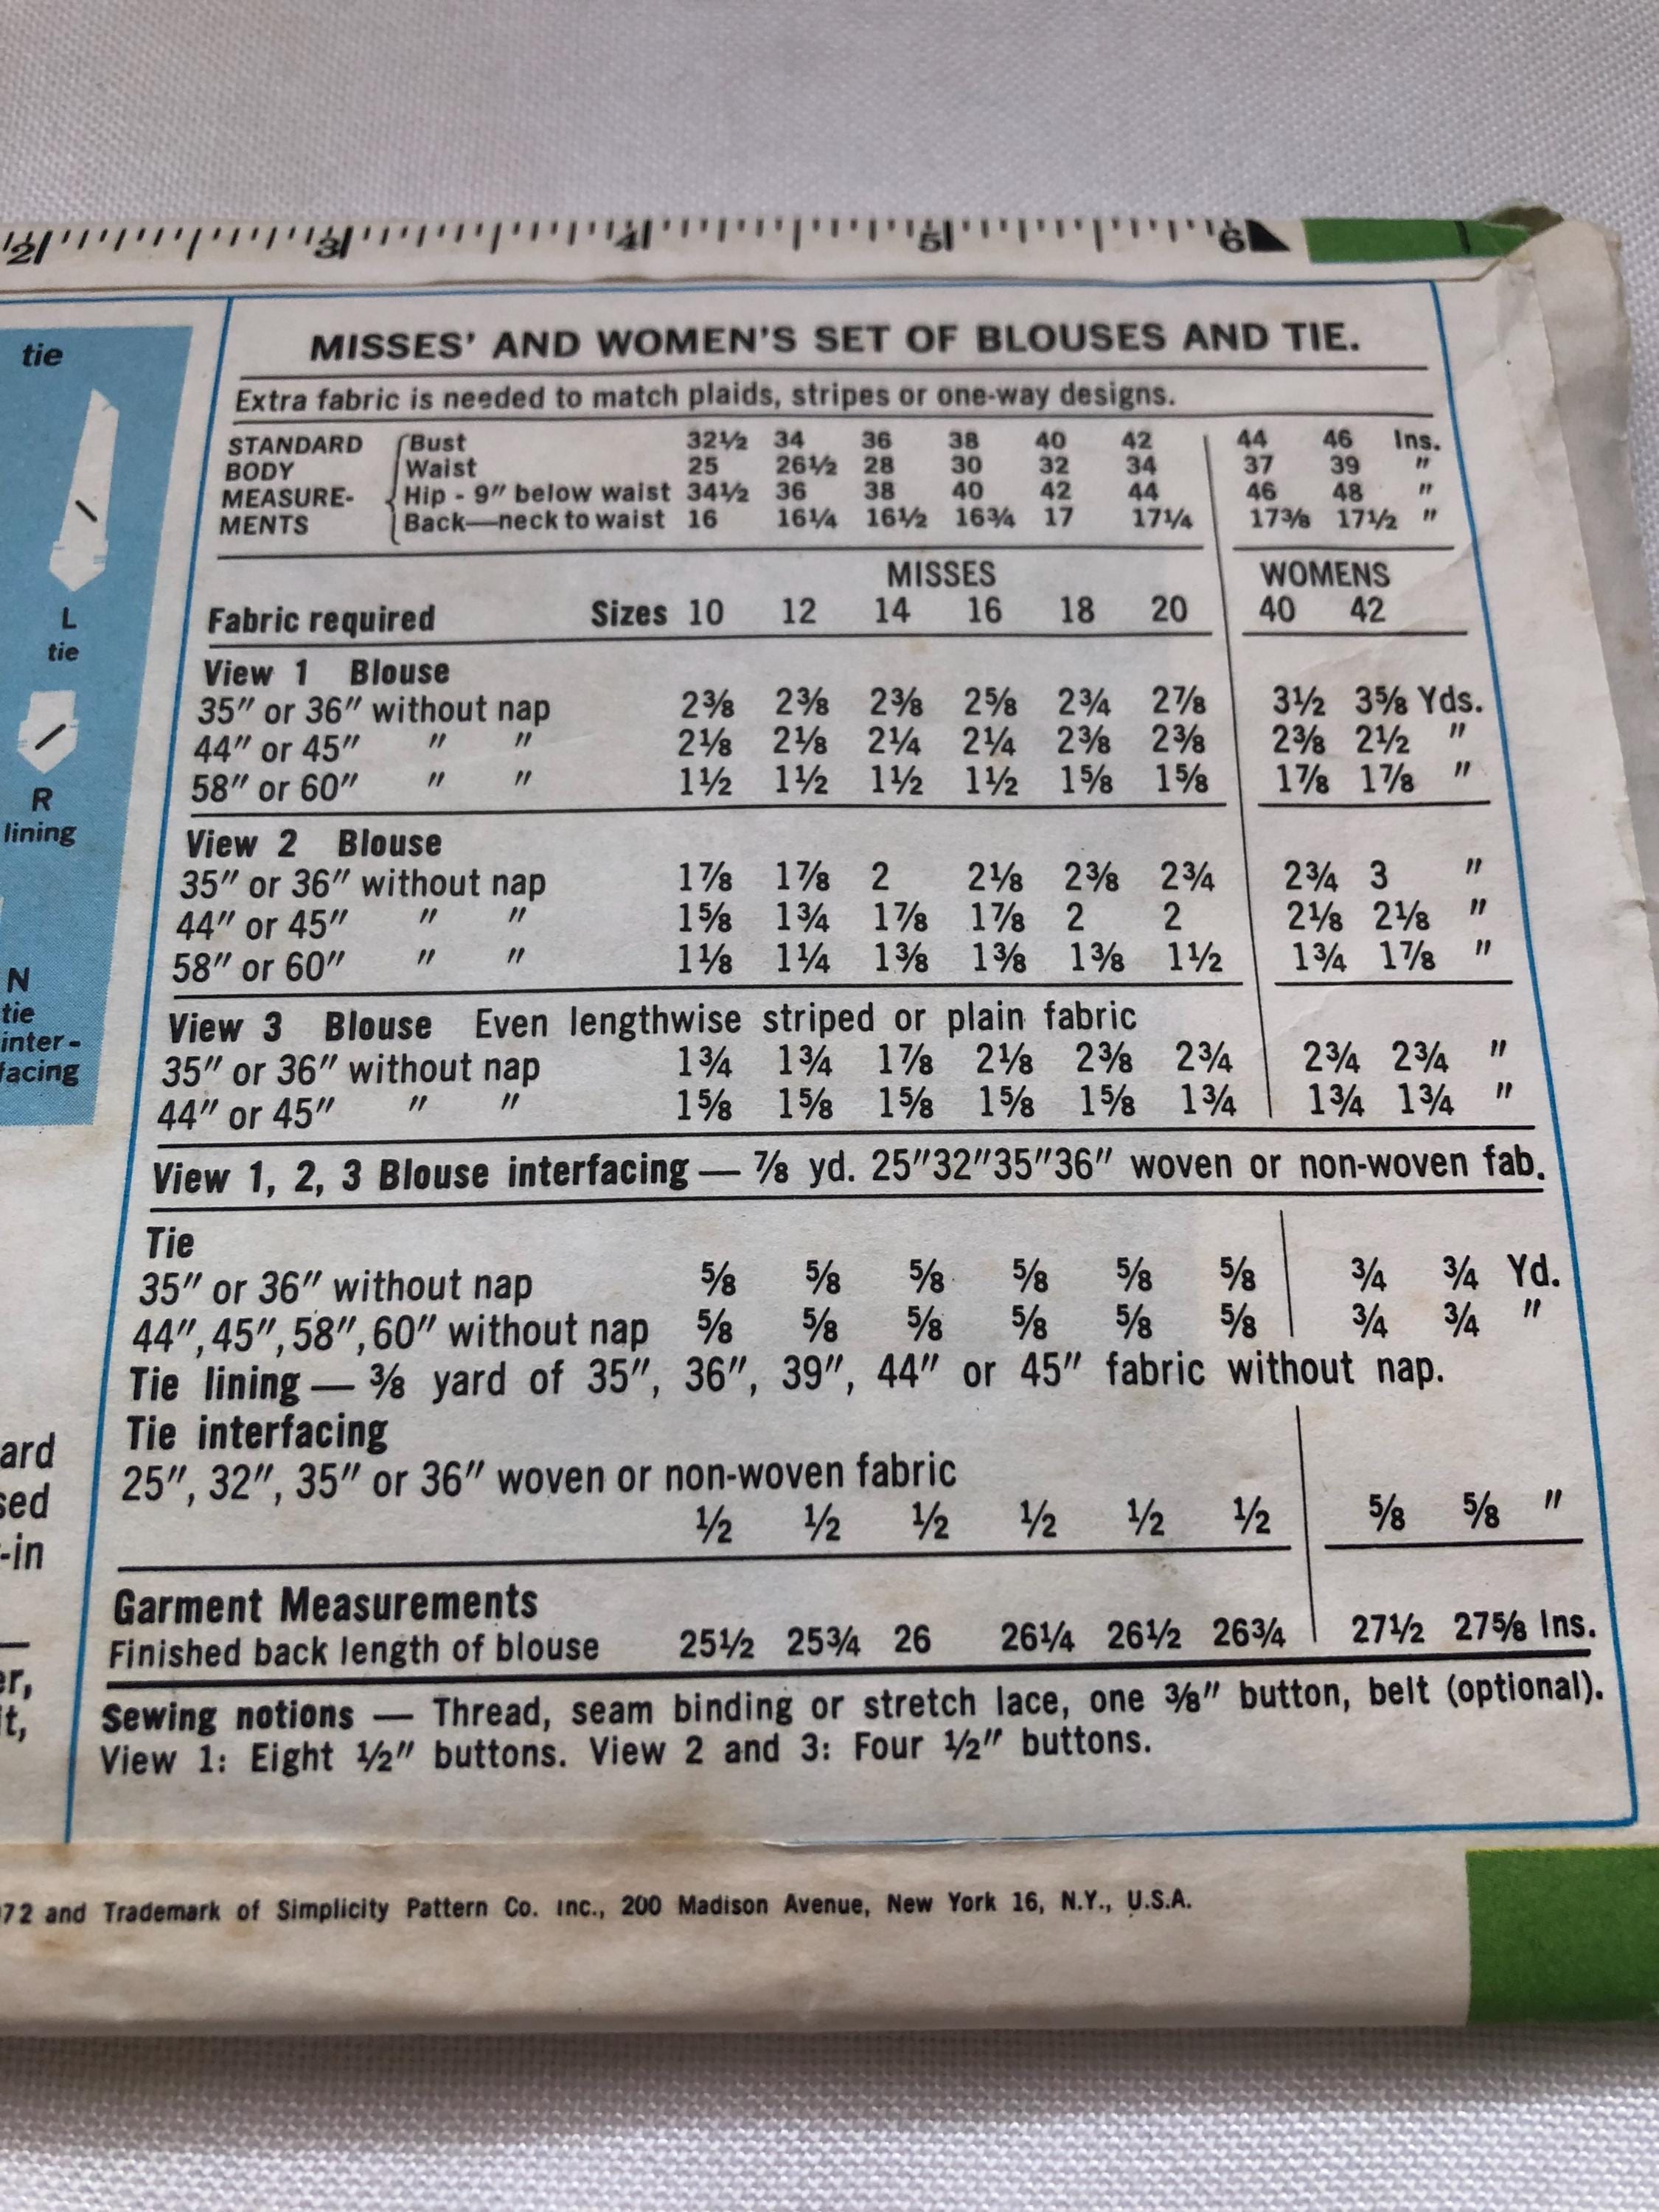 2 3 4 5 6
tie
L
tie
R
lining
N
tie
inter-
facing
ard
sed
-in
er,
it,
MISSES' AND WOMEN'S SET OF BLOUSES AND TIE.
Extra fabric is needed to match plaids, stripes or one-way designs.
STANDARD Bust 32½ 34 36 38 40 42 44 46 Ins.
BODY Waist 25 26½ 28 30 32 34 37 39 "
MEASURE- Hip - 9" below waist 34½ 36 38 40 42 44 46 48 "
MENTS Back—neck to waist 16 16¼ 16½ 16¾ 17 17¼ 17⅜ 17½ "
MISSES WOMENS
Fabric required Sizes 10 12 14 16 18 20 40 42
View 1 Blouse
35" or 36" without nap 2⅜ 2⅜ 2⅜ 2⅝ 2¾ 2⅞ 3½ 3⅝ Yds.
44" or 45" " " 2⅛ 2⅛ 2¼ 2¼ 2⅜ 2⅜ 2⅜ 2½ "
58" or 60" " " 1½ 1½ 1½ 1½ 1⅝ 1⅝ 1⅞ 1⅞ "
View 2 Blouse
35" or 36" without nap 1⅞ 1⅞ 2 2⅛ 2⅜ 2¾ 2¾ 3 "
44" or 45" " " 1⅝ 1¾ 1⅞ 1⅞ 2 2 2⅛ 2⅛ "
58" or 60" " " 1⅛ 1¼ 1⅜ 1⅜ 1⅜ 1½ 1¾ 1⅞ "
View 3 Blouse Even lengthwise striped or plain fabric
35" or 36" without nap 1¾ 1¾ 1⅞ 2⅛ 2⅜ 2¾ 2¾ 2¾ "
44" or 45" " " 1⅝ 1⅝ 1⅝ 1⅝ 1⅝ 1¾ 1¾ 1¾ "
View 1, 2, 3 Blouse interfacing — ⅞ yd. 25"32"35"36" woven or non-woven fab.
Tie
35" or 36" without nap ⅝ ⅝ ⅝ ⅝ ⅝ ⅝ ¾ ¾ Yd.
44", 45", 58", 60" without nap ⅝ ⅝ ⅝ ⅝ ⅝ ⅝ ¾ ¾ "
Tie lining — ⅜ yard of 35", 36", 39", 44" or 45" fabric without nap.
Tie interfacing
25", 32", 35" or 36" woven or non-woven fabric
½ ½ ½ ½ ½ ½ ⅝ ⅝ "
Garment Measurements
Finished back length of blouse 25½ 25¾ 26 26¼ 26½ 26¾ 27½ 27⅝ Ins.
Sewing notions — Thread, seam binding or stretch lace, one ⅜" button, belt (optional).
View 1: Eight ½" buttons. View 2 and 3: Four ½" buttons.
72 and Trademark of Simplicity Pattern Co. Inc., 200 Madison Avenue, New York 16, N.Y., U.S.A.